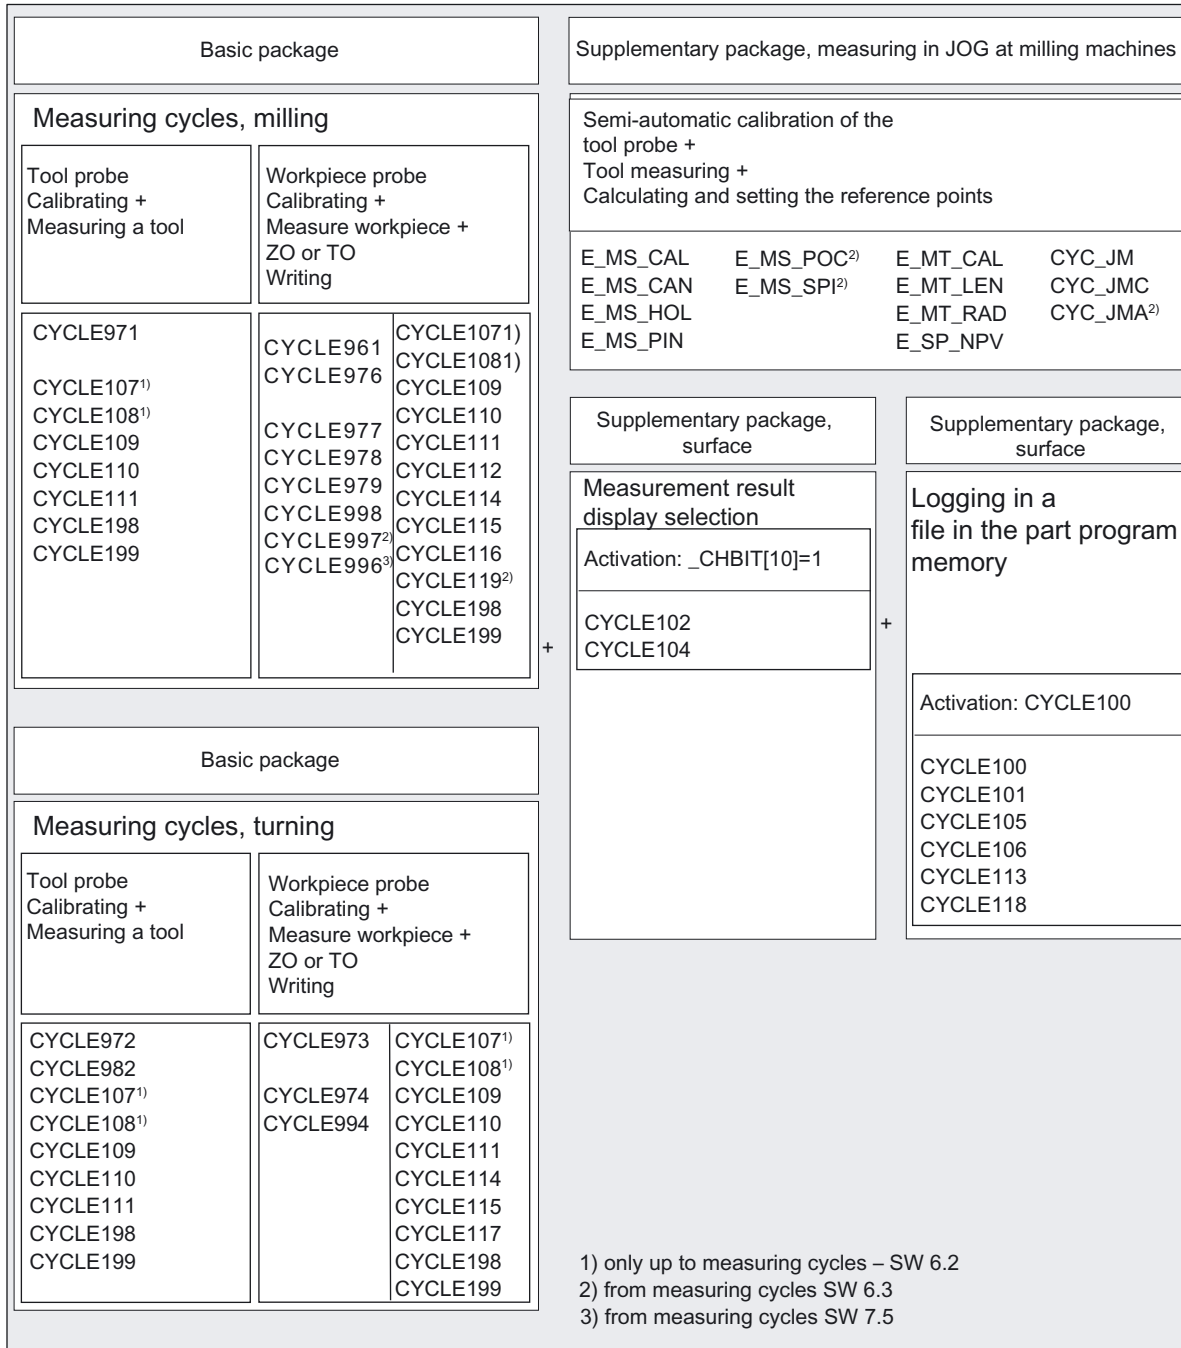 Basic package
Measuring cycles, milling
Tool probe
Calibrating +
Measuring a tool
Workpiece probe
Calibrating +
Measure workpiece +
ZO or TO
Writing
CYCLE971
CYCLE107¹⁾
CYCLE108¹⁾
CYCLE109
CYCLE110
CYCLE111
CYCLE198
CYCLE199
CYCLE961
CYCLE976
CYCLE977
CYCLE978
CYCLE979
CYCLE998
CYCLE997²⁾
CYCLE996³⁾
CYCLE1071)
CYCLE1081)
CYCLE109
CYCLE110
CYCLE111
CYCLE112
CYCLE114
CYCLE115
CYCLE116
CYCLE119²⁾
CYCLE198
CYCLE199
+
Supplementary package, measuring in JOG at milling machines
Semi-automatic calibration of the
tool probe +
Tool measuring +
Calculating and setting the reference points
E_MS_CAL E_MS_POC²⁾ E_MT_CAL CYC_JM
E_MS_CAN E_MS_SPI²⁾ E_MT_LEN CYC_JMC
E_MS_HOL E_MT_RAD CYC_JMA²⁾
E_MS_PIN E_SP_NPV
Supplementary package,
surface
Measurement result
display selection
Activation: _CHBIT[10]=1
CYCLE102
CYCLE104
+
Supplementary package,
surface
Logging in a
file in the part program
memory
Activation: CYCLE100
CYCLE100
CYCLE101
CYCLE105
CYCLE106
CYCLE113
CYCLE118
Basic package
Measuring cycles, turning
Tool probe
Calibrating +
Measuring a tool
Workpiece probe
Calibrating +
Measure workpiece +
ZO or TO
Writing
CYCLE972
CYCLE982
CYCLE107¹⁾
CYCLE108¹⁾
CYCLE109
CYCLE110
CYCLE111
CYCLE198
CYCLE199
CYCLE973
CYCLE974
CYCLE994
CYCLE107¹⁾
CYCLE108¹⁾
CYCLE109
CYCLE110
CYCLE111
CYCLE114
CYCLE115
CYCLE117
CYCLE198
CYCLE199
1) only up to measuring cycles – SW 6.2
2) from measuring cycles SW 6.3
3) from measuring cycles SW 7.5